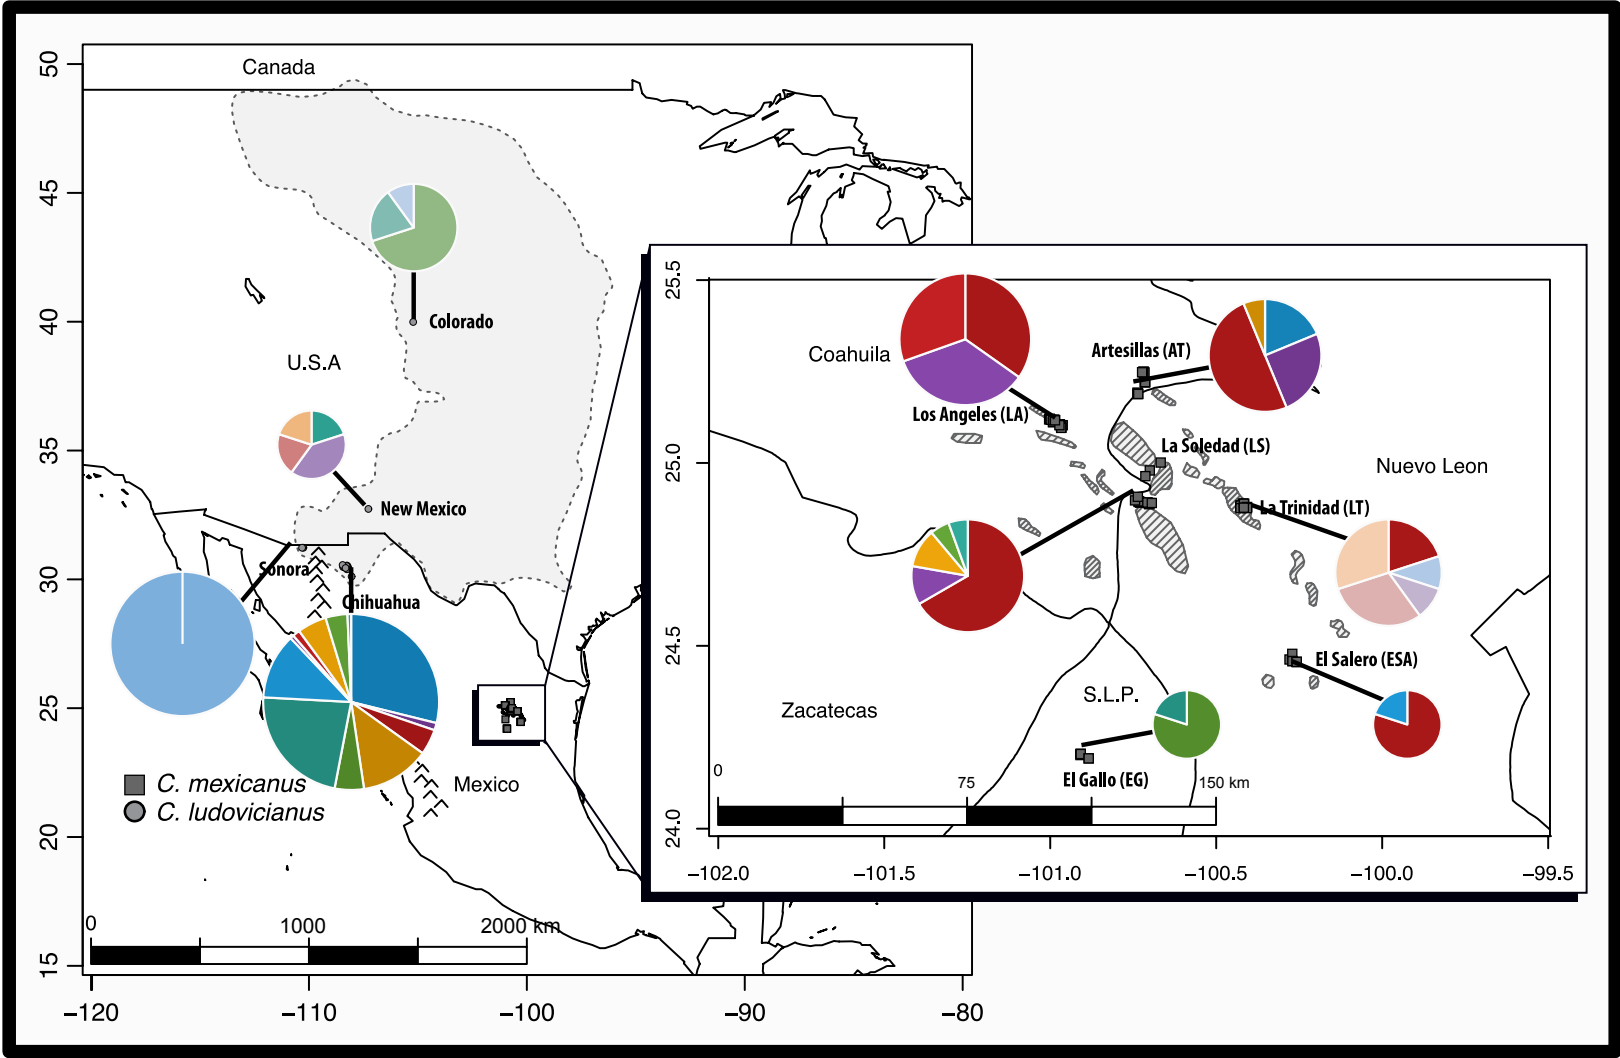 Canada
U.S.A
Colorado
New Mexico
Sonora
Chihuahua
Mexico
C. mexicanus
C. ludovicianus
0 1000 2000 km
50
45
40
35
30
25
20
15
−120 −110 −100 −90 −80
25.5
25.0
24.5
24.0
Coahuila
Artesillas (AT)
Los Angeles (LA)
La Soledad (LS)
Nuevo Leon
La Trinidad (LT)
El Salero (ESA)
S.L.P.
Zacatecas
El Gallo (EG)
0 75 150 km
−102.0 −101.5 −101.0 −100.5 −100.0 −99.5